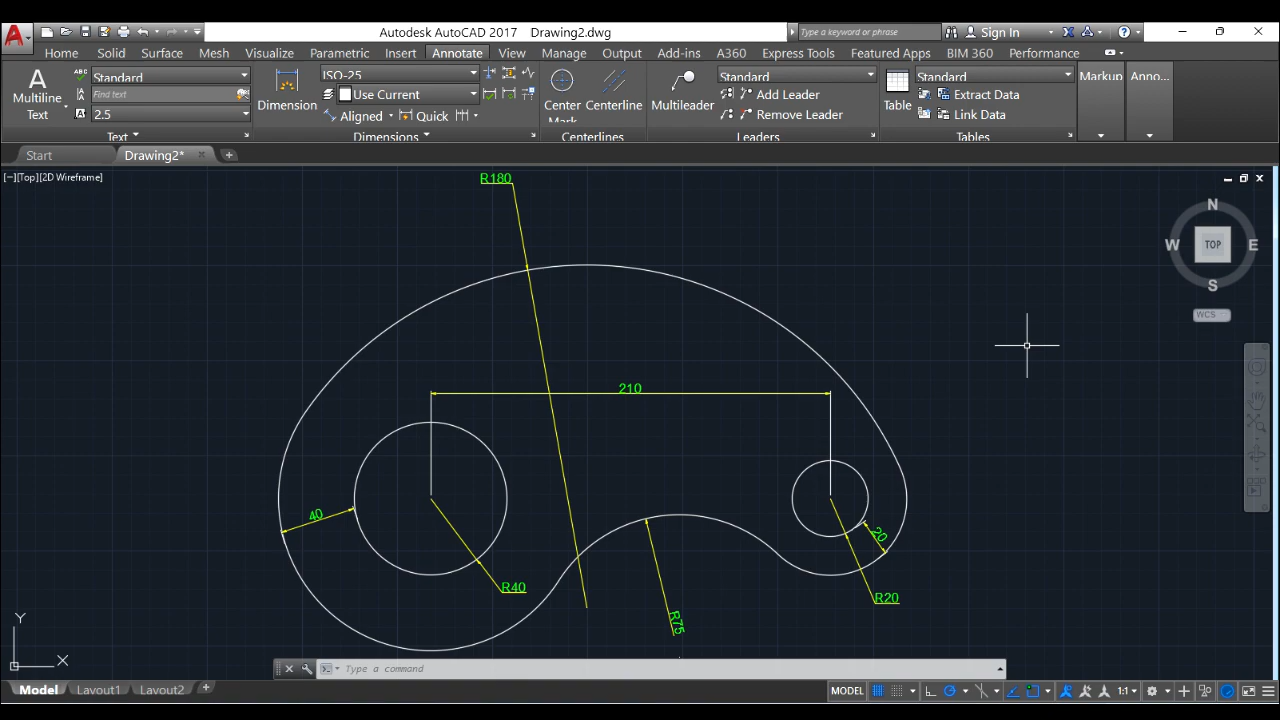 Autodesk AutoCAD 2017 Drawing2.dwg
Type a keyword or phrase
Sign In
Home Solid Surface Mesh Visualize Parametric Insert Annotate View Manage Output Add-ins A360 Express Tools Featured Apps BIM 360 Performance
A
Multiline
Text
ABC
Standard
Find text
2.5
Text
Dimension
ISO-25
Use Current
Aligned
Quick
Dimensions
Center
Mark
Centerline
Centerlines
Multileader
Standard
Add Leader
Remove Leader
Leaders
Table
Standard
Extract Data
Link Data
Tables
Markup
Anno...
Start
Drawing2*
[−][Top][2D Wireframe]
R180
N
W
TOP
E
S
WCS
210
40
20
R40
R20
R75
Y
X
Type a command
Model Layout1 Layout2
MODEL
1:1